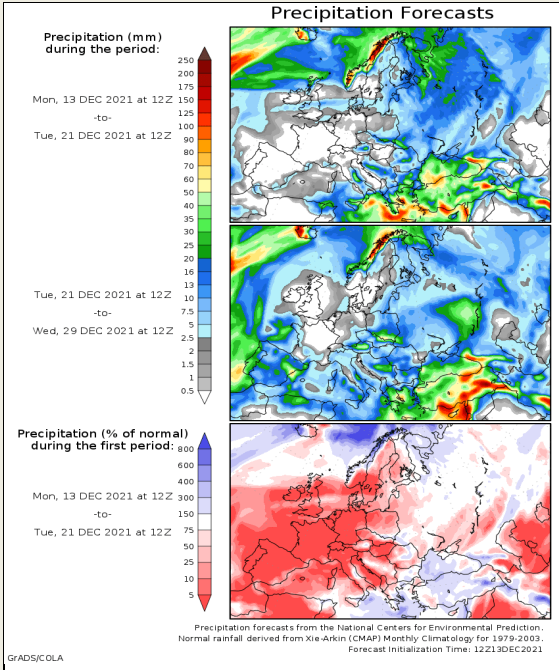 Precipitation Forecasts
Precipitation (mm)
during the period:
Mon, 13 DEC 2021 at 12Z
-to-
Tue, 21 DEC 2021 at 12Z
250
200
175
150
125
100
90
80
70
60
50
40
35
30
25
20
16
13
10
7.5
5
2.5
2
1.5
1
0.5
Tue, 21 DEC 2021 at 12Z
-to-
Wed, 29 DEC 2021 at 12Z
Precipitation (% of normal)
during the first period:
Mon, 13 DEC 2021 at 12Z
-to-
Tue, 21 DEC 2021 at 12Z
800
600
400
300
150
75
50
25
10
5
Precipitation forecasts from the National Centers for Environmental Prediction.
Normal rainfall derived from Xie-Arkin (CMAP) Monthly Climatology for 1979-2003.
Forecast Initialization Time: 12Z13DEC2021
GrADS/COLA